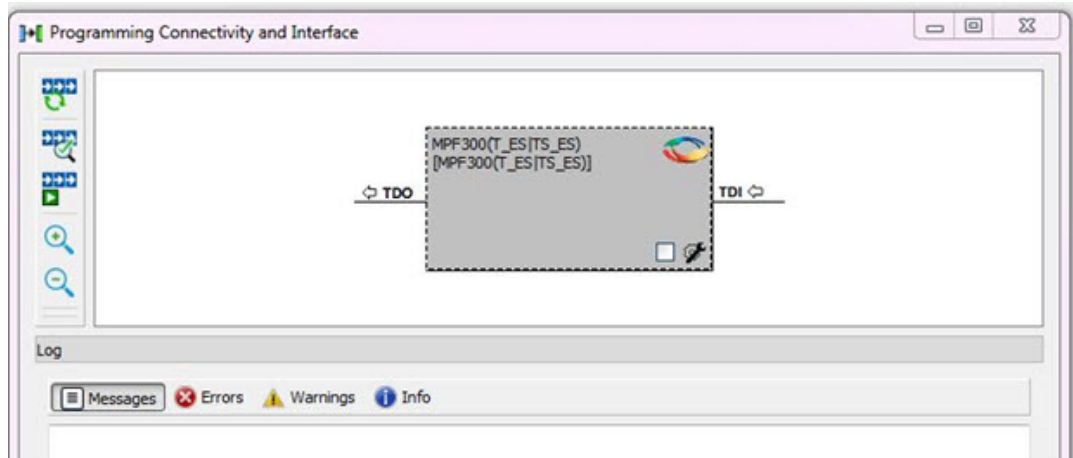 Programming Connectivity and Interface
MPF300(T_ES|TS_ES)
[MPF300(T_ES|TS_ES)]
TDO
TDI
Log
Messages
Errors
Warnings
Info